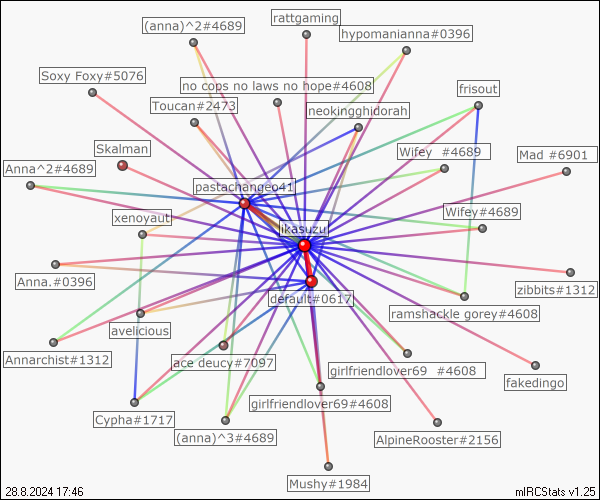 (anna)^2#4689
rattgaming
hypomanianna#0396
Soxy Foxy#5076
no cops no laws no hope#4608
frisout
Toucan#2473
neokingghidorah
Skalman
Wifey #4689
Mad #6901
Anna^2#4689
pastachangeo41
xenoyaut
Wifey#4689
likasuzu
Anna.#0396
zibbits#1312
default#0617
ramshackle gorey#4608
avelicious
Annarchist#1312
ace deucy#7097
girlfriendlover69 #4608
fakedingo
girlfriendlover69#4608
Cypha#1717
(anna)^3#4689
AlpineRooster#2156
Mushy#1984
28.8.2024 17:46
mIRCStats v1.25